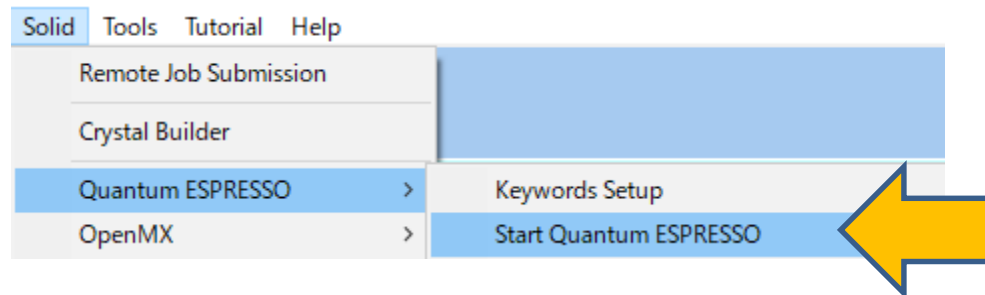 Solid Tools Tutorial Help
Remote Job Submission
Crystal Builder
Quantum ESPRESSO >
Keywords Setup
OpenMX >
Start Quantum ESPRESSO